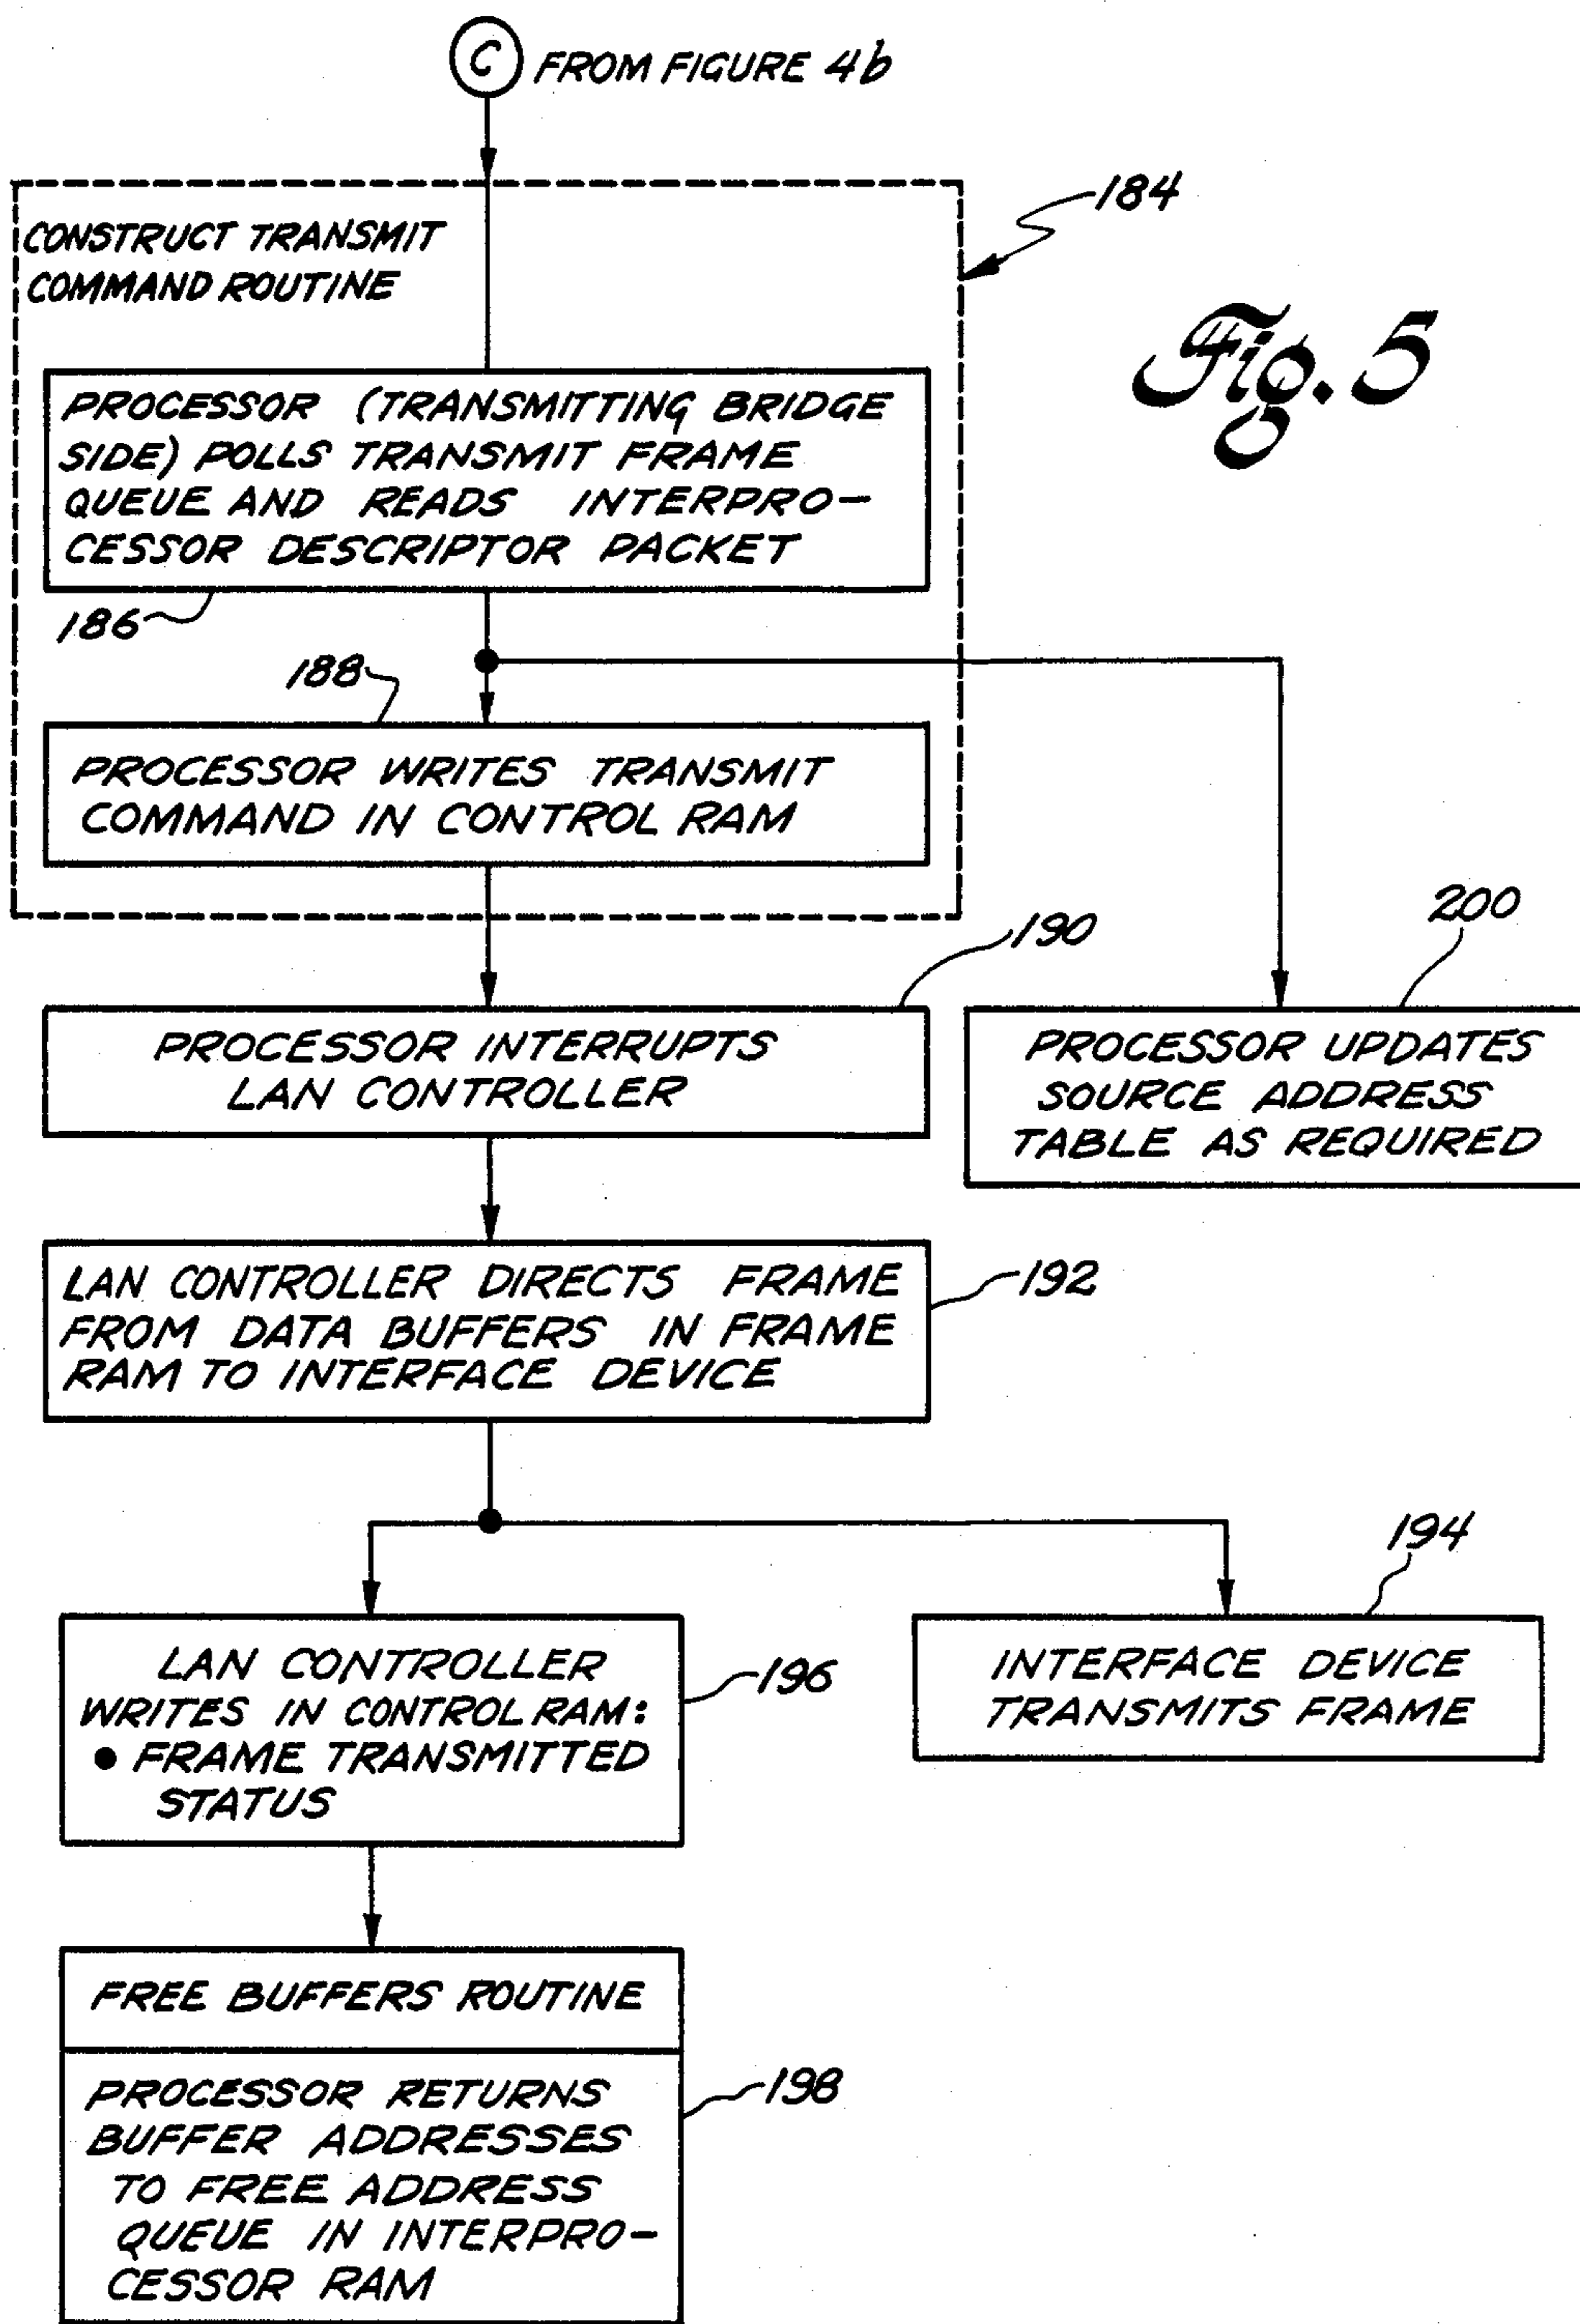 C FROM FIGURE 4b
184
CONSTRUCT TRANSMIT
COMMAND ROUTINE
Fig. 5
PROCESSOR (TRANSMITTING BRIDGE
SIDE) POLLS TRANSMIT FRAME
QUEUE AND READS INTERPRO-
CESSOR DESCRIPTOR PACKET
186
188
PROCESSOR WRITES TRANSMIT
COMMAND IN CONTROL RAM
190
200
PROCESSOR INTERRUPTS
LAN CONTROLLER
PROCESSOR UPDATES
SOURCE ADDRESS
TABLE AS REQUIRED
LAN CONTROLLER DIRECTS FRAME
FROM DATA BUFFERS IN FRAME
RAM TO INTERFACE DEVICE
192
194
LAN CONTROLLER
WRITES IN CONTROL RAM:
• FRAME TRANSMITTED
STATUS
196
INTERFACE DEVICE
TRANSMITS FRAME
FREE BUFFERS ROUTINE
PROCESSOR RETURNS
BUFFER ADDRESSES
TO FREE ADDRESS
QUEUE IN INTERPRO-
CESSOR RAM
198